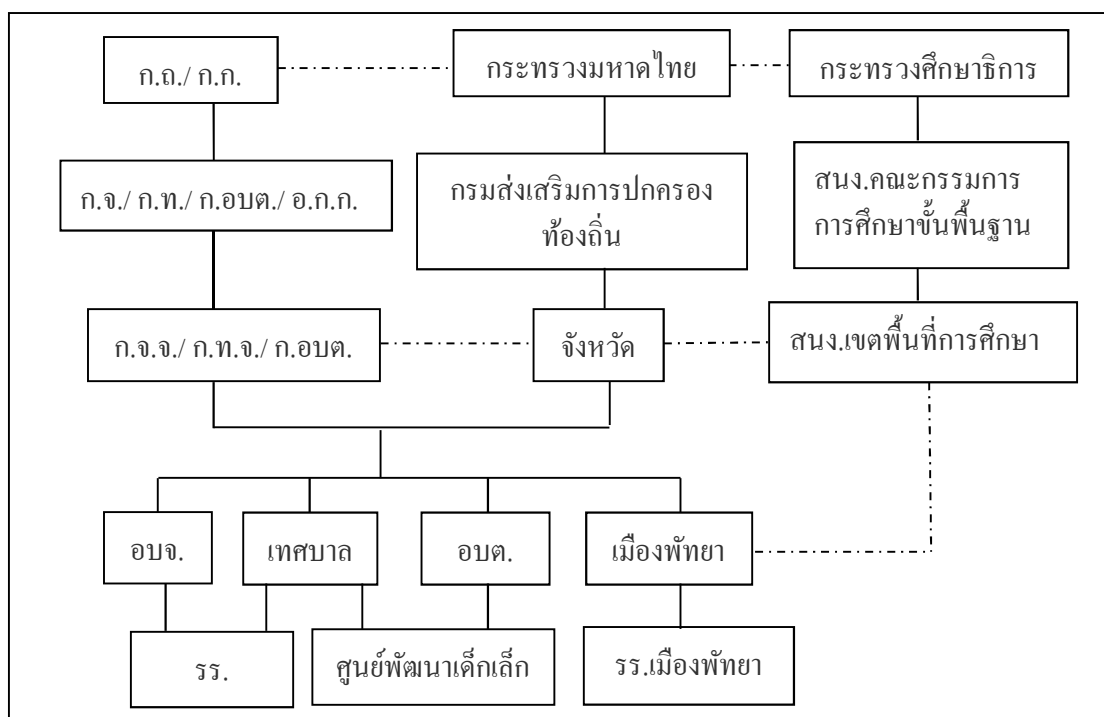 ก.ถ./ ก.ก.
กระทรวงมหาดไทย
กระทรวงศึกษาธิการ
ก.จ./ ก.ท./ ก.อบต./ อ.ก.ก.
กรมส่งเสริมการปกครอง
ท้องถิ่น
สนง.คณะกรรมการ
การศึกษาขั้นพื้นฐาน
ก.จ.จ./ ก.ท.จ./ ก.อบต.
จังหวัด
สนง.เขตพื้นที่การศึกษา
อบจ.
เทศบาล
อบต.
เมืองพัทยา
รร.
ศูนย์พัฒนาเด็กเล็ก
รร.เมืองพัทยา